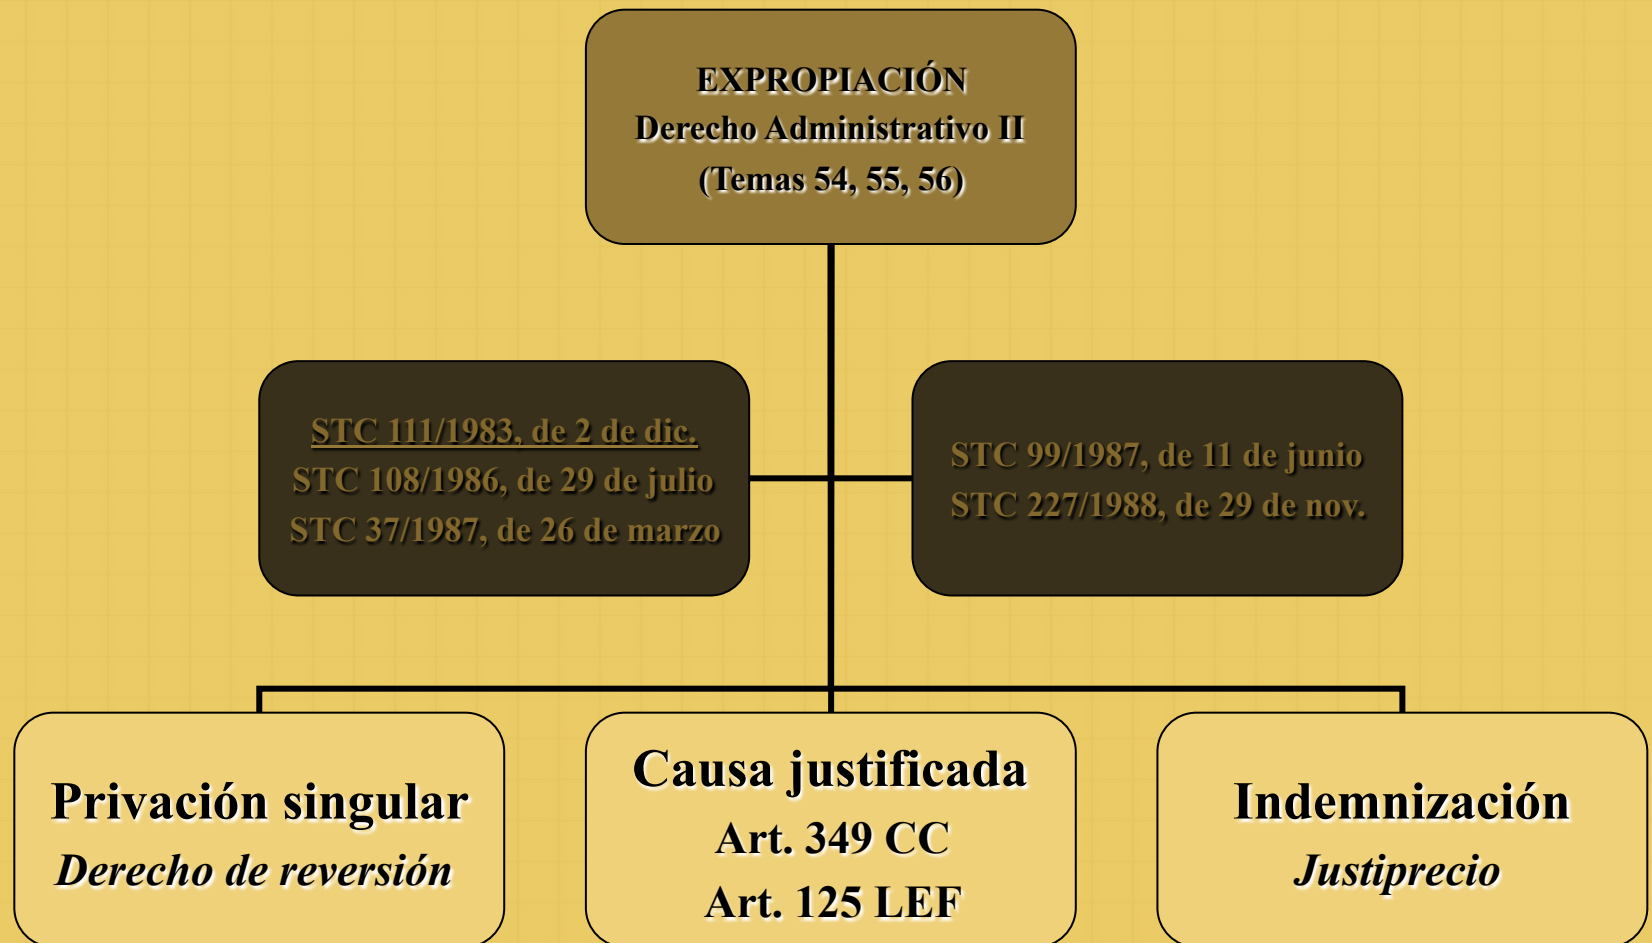 EXPROPIACIÓN
Derecho Administrativo II
(Temas 54, 55, 56)
STC 111/1983, de 2 de dic.
STC 108/1986, de 29 de julio
STC 37/1987, de 26 de marzo
STC 99/1987, de 11 de junio
STC 227/1988, de 29 de nov.
Privación singular
Derecho de reversión
Causa justificada
Art. 349 CC
Art. 125 LEF
Indemnización
Justiprecio